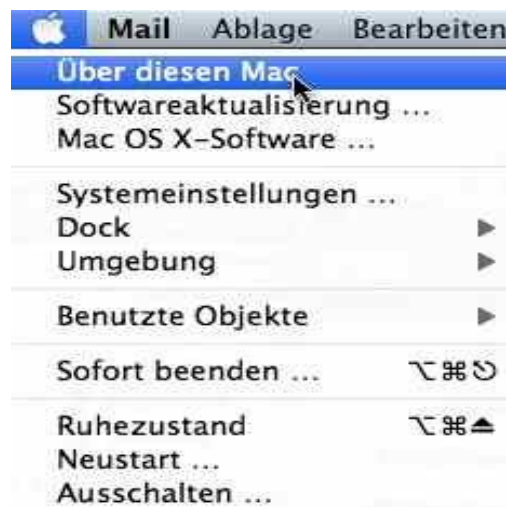 Mail Ablage Bearbeiten
Über diesen Mac
Softwareaktualisierung ...
Mac OS X-Software ...
Systemeinstellungen ...
Dock
Umgebung
Benutzte Objekte
Sofort beenden ... ⌥⌘⎋
Ruhezustand ⌥⌘⏏
Neustart ...
Ausschalten ...